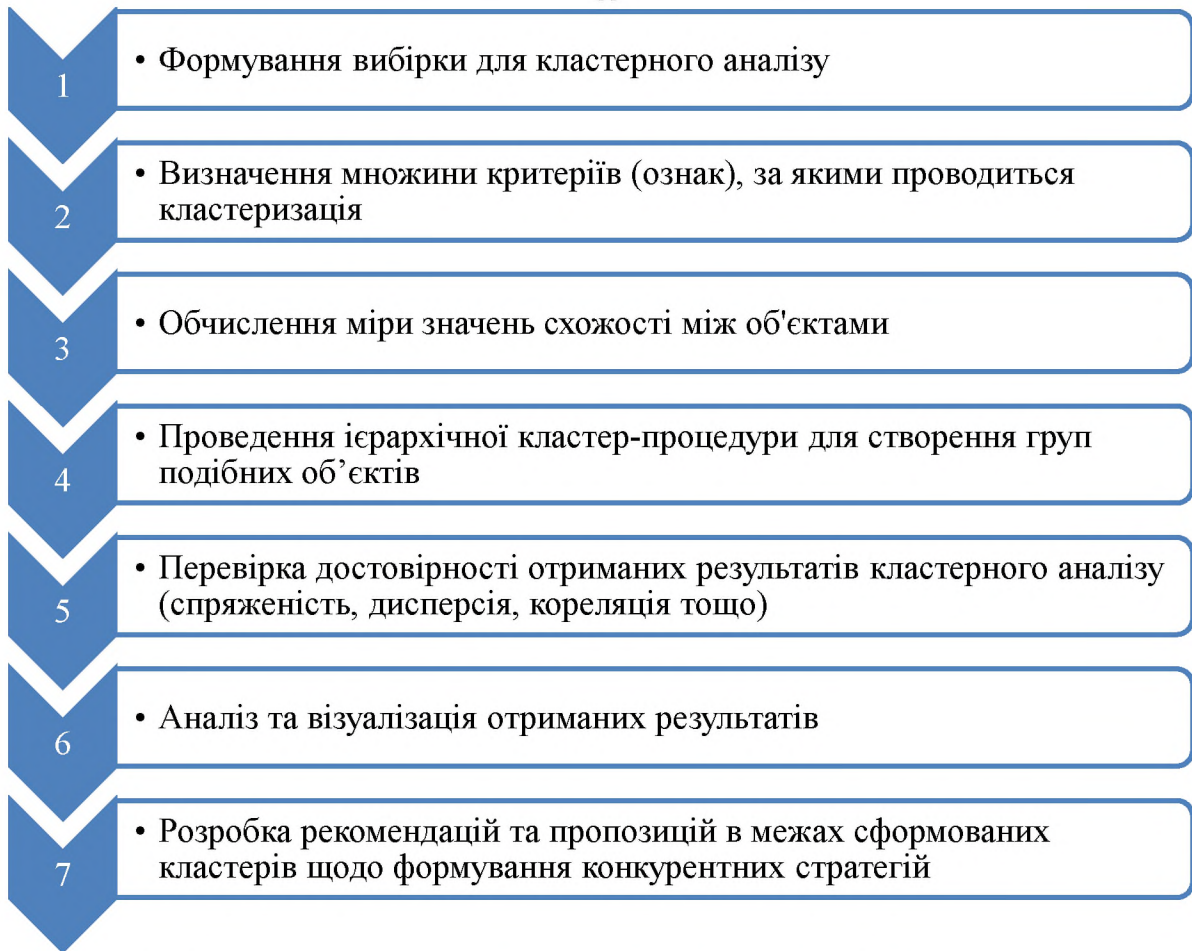 1
• Формування вибірки для кластерного аналізу
2
• Визначення множини критеріїв (ознак), за якими проводиться
кластеризація
3
• Обчислення міри значень схожості між об'єктами
4
• Проведення ієрархічної кластер-процедури для створення груп
подібних об’єктів
5
• Перевірка достовірності отриманих результатів кластерного аналізу
(спряженість, дисперсія, кореляція тощо)
6
• Аналіз та візуалізація отриманих результатів
7
• Розробка рекомендацій та пропозицій в межах сформованих
кластерів щодо формування конкурентних стратегій